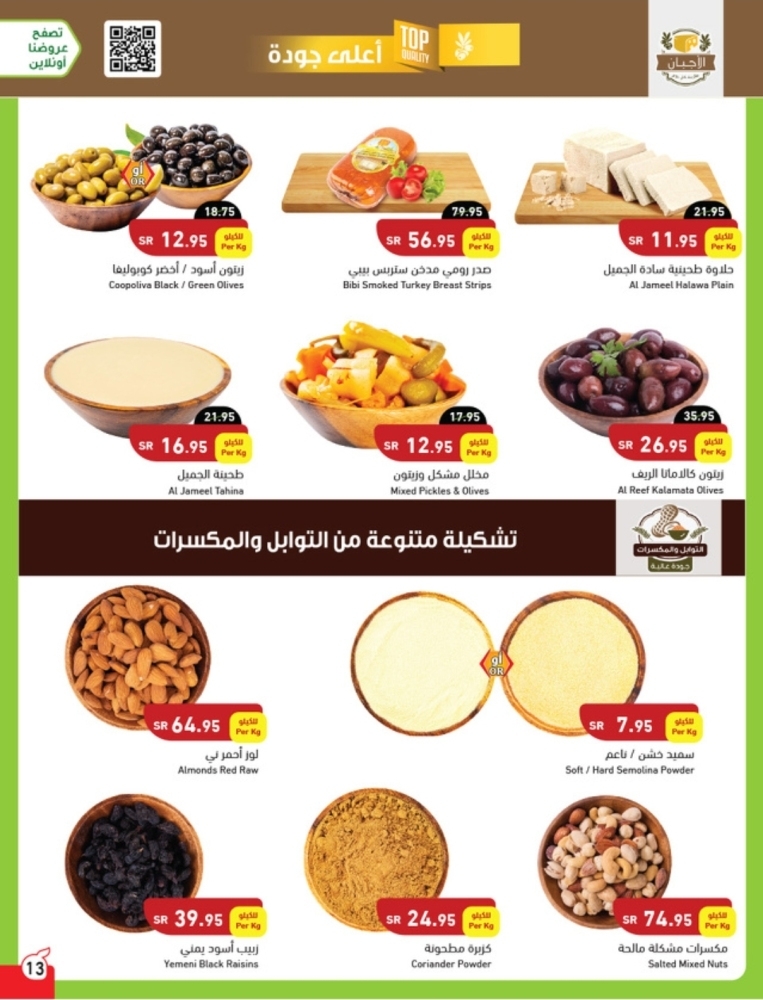 تصفح
عروضنا
أونلاين
أعلى جودة
TOP
QUALITY
الأجبان
أو
OR
18.75
SR 12.95
للكيلو
Per Kg
زيتون أسود / أخضر كوبوليفا
Coopoliva Black / Green Olives
79.95
SR 56.95
للكيلو
Per Kg
صدر رومي مدخن ستربس بيبي
Bibi Smoked Turkey Breast Strips
21.95
SR 11.95
للكيلو
Per Kg
حلاوة طحينية سادة الجميل
Al Jameel Halawa Plain
21.95
SR 16.95
للكيلو
Per Kg
طحينة الجميل
Al Jameel Tahina
17.95
SR 12.95
للكيلو
Per Kg
مخلل مشكل وزيتون
Mixed Pickles & Olives
35.95
SR 26.95
للكيلو
Per Kg
زيتون كالاماتا الريف
Al Reef Kalamata Olives
تشكيلة متنوعة من التوابل والمكسرات
التوابل والمكسرات
جودة عالية
SR 64.95
للكيلو
Per Kg
لوز أحمر ني
Almonds Red Raw
أو
OR
SR 7.95
للكيلو
Per Kg
سميد خشن / ناعم
Soft / Hard Semolina Powder
SR 39.95
للكيلو
Per Kg
زبيب أسود يمني
Yemeni Black Raisins
SR 24.95
للكيلو
Per Kg
كزبرة مطحونة
Coriander Powder
SR 74.95
للكيلو
Per Kg
مكسرات مشكلة مالحة
Salted Mixed Nuts
13